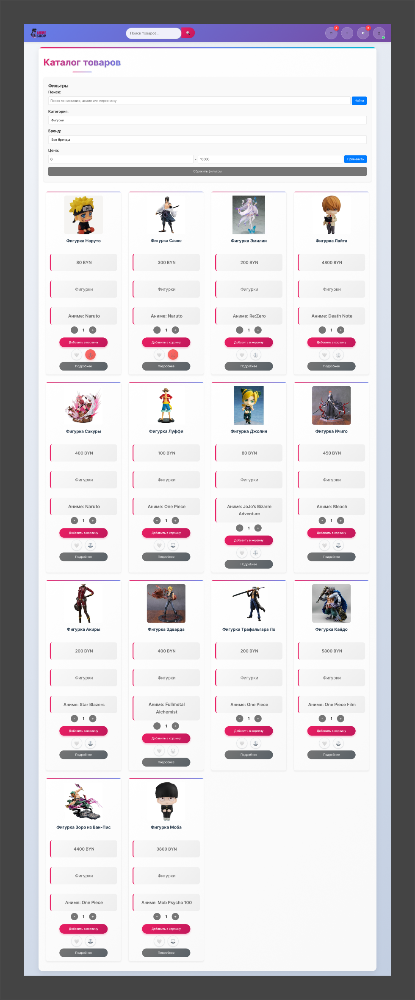 ANIME
SHOP
Поиск товаров...
4
2
Каталог товаров
Фильтры
Поиск:
Поиск по названию, аниме или персонажу
Найти
Категория:
Фигурки
Бренд:
Все бренды
Цена:
0 - 10000 Применить
Сбросить фильтры
Фигурка Наруто
80 BYN
Фигурки
Аниме: Naruto
- 1 +
Добавить в корзину
Подробнее
Фигурка Саске
300 BYN
Фигурки
Аниме: Naruto
- 1 +
Добавить в корзину
Подробнее
Фигурка Эмилии
200 BYN
Фигурки
Аниме: Re:Zero
- 1 +
Добавить в корзину
Подробнее
Фигурка Лайта
4800 BYN
Фигурки
Аниме: Death Note
- 1 +
Добавить в корзину
Подробнее
Фигурка Сакуры
400 BYN
Фигурки
Аниме: Naruto
- 1 +
Добавить в корзину
Подробнее
Фигурка Луффи
100 BYN
Фигурки
Аниме: One Piece
- 1 +
Добавить в корзину
Подробнее
Фигурка Джолин
80 BYN
Фигурки
Аниме: JoJo's Bizarre
Adventure
- 1 +
Добавить в корзину
Подробнее
Фигурка Ичиго
450 BYN
Фигурки
Аниме: Bleach
- 1 +
Добавить в корзину
Подробнее
Фигурка Акиры
200 BYN
Фигурки
Аниме: Star Blazers
- 1 +
Добавить в корзину
Подробнее
Фигурка Эдварда
400 BYN
Фигурки
Аниме: Fullmetal
Alchemist
- 1 +
Добавить в корзину
Подробнее
Фигурка Трафальгара Ло
200 BYN
Фигурки
Аниме: One Piece
- 1 +
Добавить в корзину
Подробнее
Фигурка Кайдо
5800 BYN
Фигурки
Аниме: One Piece Film
- 1 +
Добавить в корзину
Подробнее
Фигурка Зоро из Ван-Пис
4400 BYN
Фигурки
Аниме: One Piece
- 1 +
Добавить в корзину
Подробнее
Фигурка Моба
3800 BYN
Фигурки
Аниме: Mob Psycho 100
- 1 +
Добавить в корзину
Подробнее